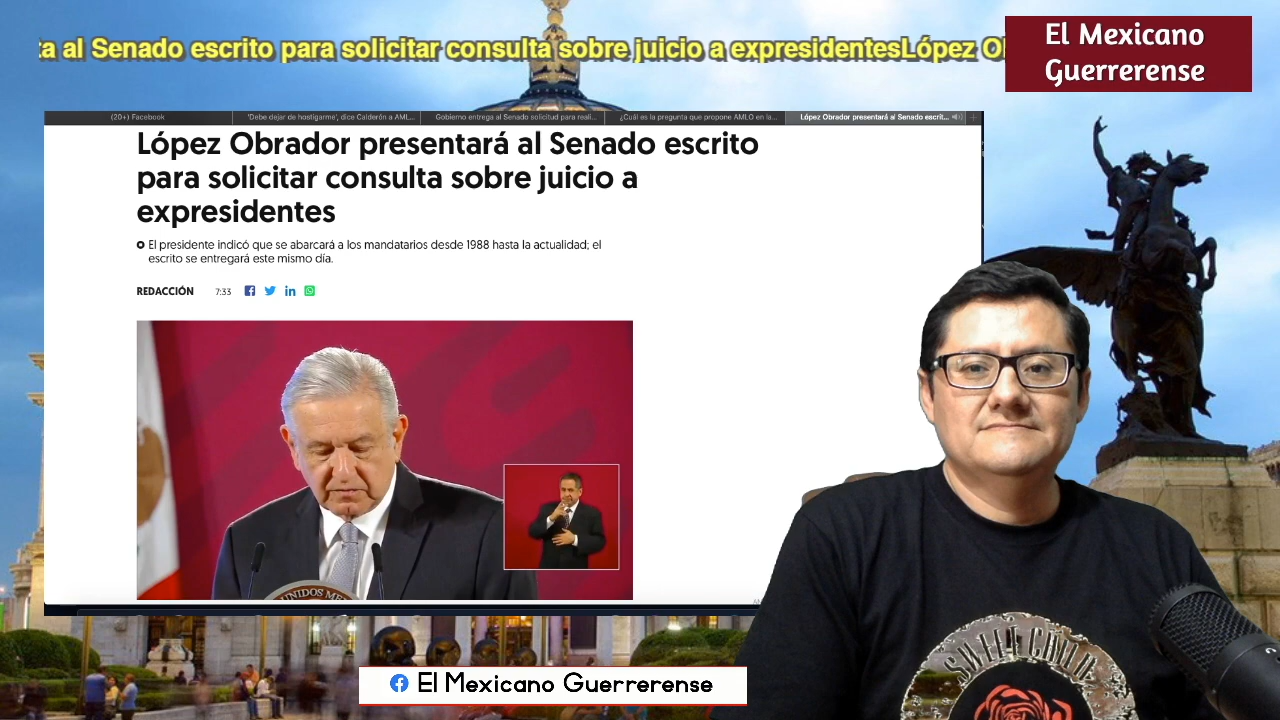 ta al Senado escrito para solicitar consulta sobre juicio a expresidentesLópez O
El Mexicano
Guerrerense
(20+) Facebook
'Debe dejar de hostigarme', dice Calderón a AML...
Gobierno entrega al Senado solicitud para reali...
¿Cuál es la pregunta que propone AMLO en la...
López Obrador presentará al Senado escrit...
López Obrador presentará al Senado escrito
para solicitar consulta sobre juicio a
expresidentes
El presidente indicó que se abarcará a los mandatarios desde 1988 hasta la actualidad; el
escrito se entregará este mismo día.
REDACCIÓN 7:33
UNIDOS ME
El Mexicano Guerrerense
SWEET CHILD